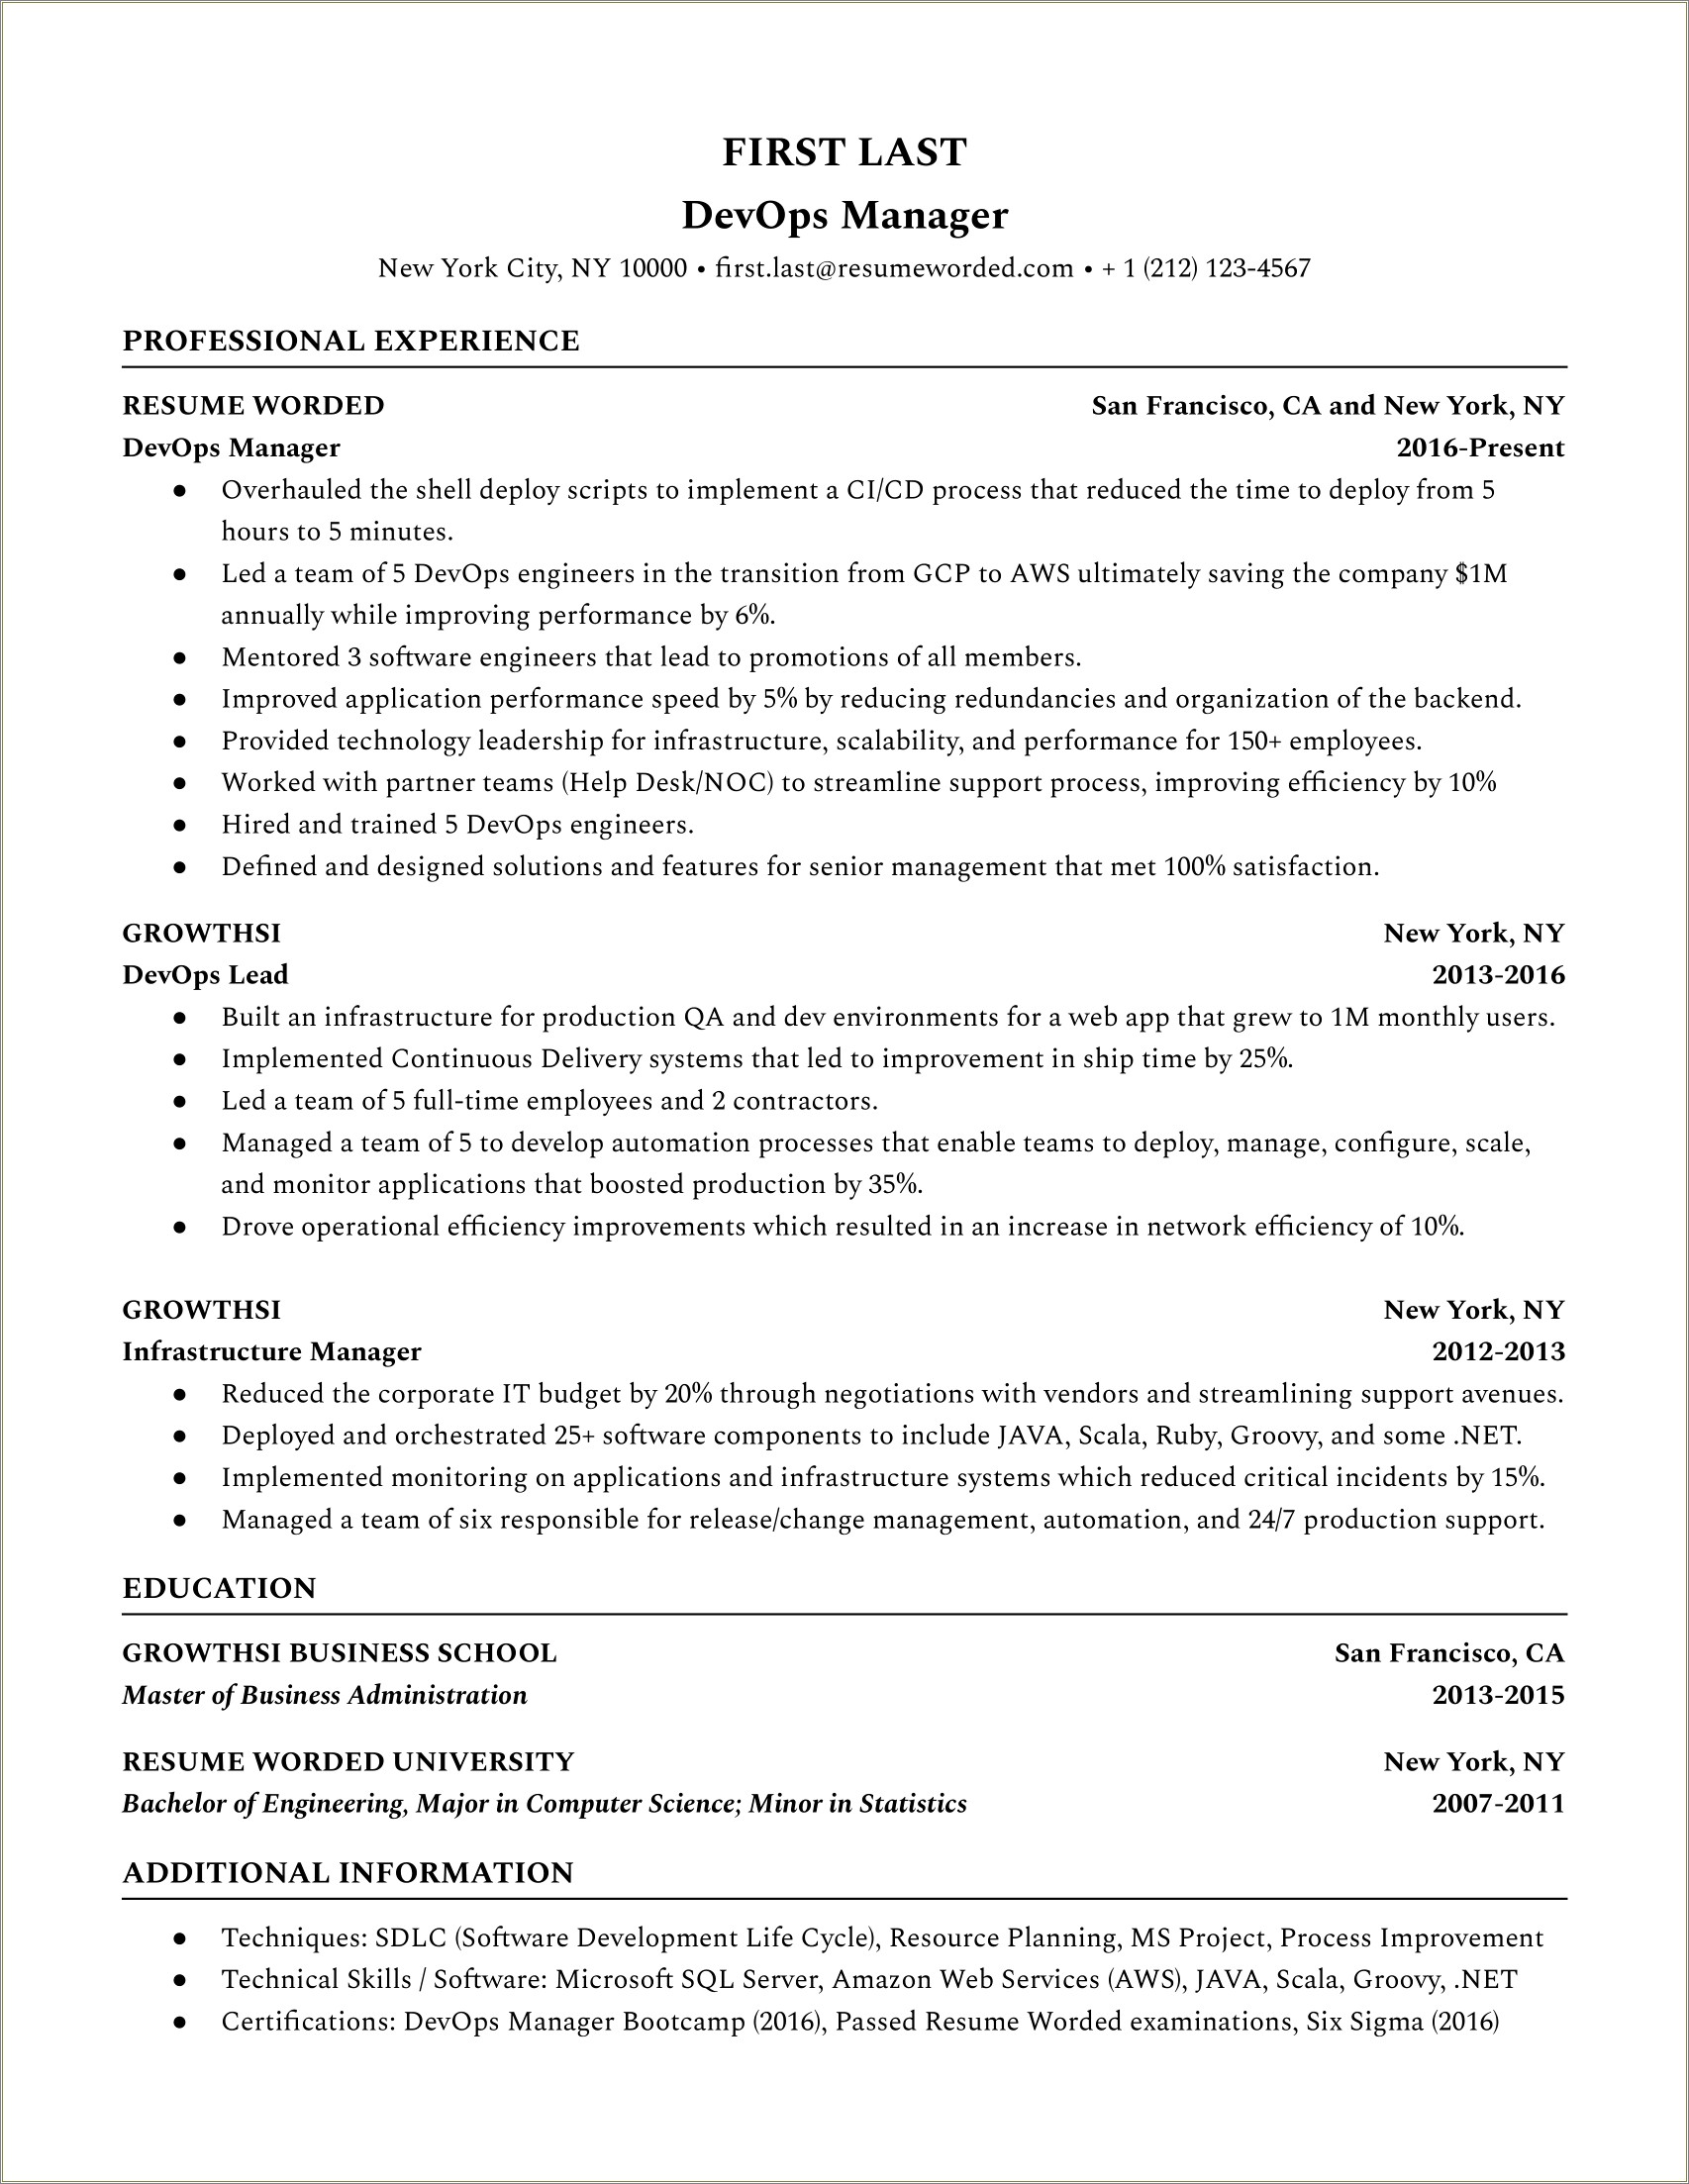 FIRST LAST
DevOps Manager
New York City, NY 10000 • first.last@resumeworded.com • + 1 (212) 123-4567
PROFESSIONAL EXPERIENCE
RESUME WORDED San Francisco, CA and New York, NY
DevOps Manager 2016-Present
● Overhauled the shell deploy scripts to implement a CI/CD process that reduced the time to deploy from 5
hours to 5 minutes.
● Led a team of 5 DevOps engineers in the transition from GCP to AWS ultimately saving the company $1M
annually while improving performance by 6%.
● Mentored 3 software engineers that lead to promotions of all members.
● Improved application performance speed by 5% by reducing redundancies and organization of the backend.
● Provided technology leadership for infrastructure, scalability, and performance for 150+ employees.
● Worked with partner teams (Help Desk/NOC) to streamline support process, improving efficiency by 10%
● Hired and trained 5 DevOps engineers.
● Defined and designed solutions and features for senior management that met 100% satisfaction.
GROWTHSI New York, NY
DevOps Lead 2013-2016
● Built an infrastructure for production QA and dev environments for a web app that grew to 1M monthly users.
● Implemented Continuous Delivery systems that led to improvement in ship time by 25%.
● Led a team of 5 full-time employees and 2 contractors.
● Managed a team of 5 to develop automation processes that enable teams to deploy, manage, configure, scale,
and monitor applications that boosted production by 35%.
● Drove operational efficiency improvements which resulted in an increase in network efficiency of 10%.
GROWTHSI New York, NY
Infrastructure Manager 2012-2013
● Reduced the corporate IT budget by 20% through negotiations with vendors and streamlining support avenues.
● Deployed and orchestrated 25+ software components to include JAVA, Scala, Ruby, Groovy, and some .NET.
● Implemented monitoring on applications and infrastructure systems which reduced critical incidents by 15%.
● Managed a team of six responsible for release/change management, automation, and 24/7 production support.
EDUCATION
GROWTHSI BUSINESS SCHOOL San Francisco, CA
Master of Business Administration 2013-2015
RESUME WORDED UNIVERSITY New York, NY
Bachelor of Engineering, Major in Computer Science; Minor in Statistics 2007-2011
ADDITIONAL INFORMATION
● Techniques: SDLC (Software Development Life Cycle), Resource Planning, MS Project, Process Improvement
● Technical Skills / Software: Microsoft SQL Server, Amazon Web Services (AWS), JAVA, Scala, Groovy, .NET
● Certifications: DevOps Manager Bootcamp (2016), Passed Resume Worded examinations, Six Sigma (2016)